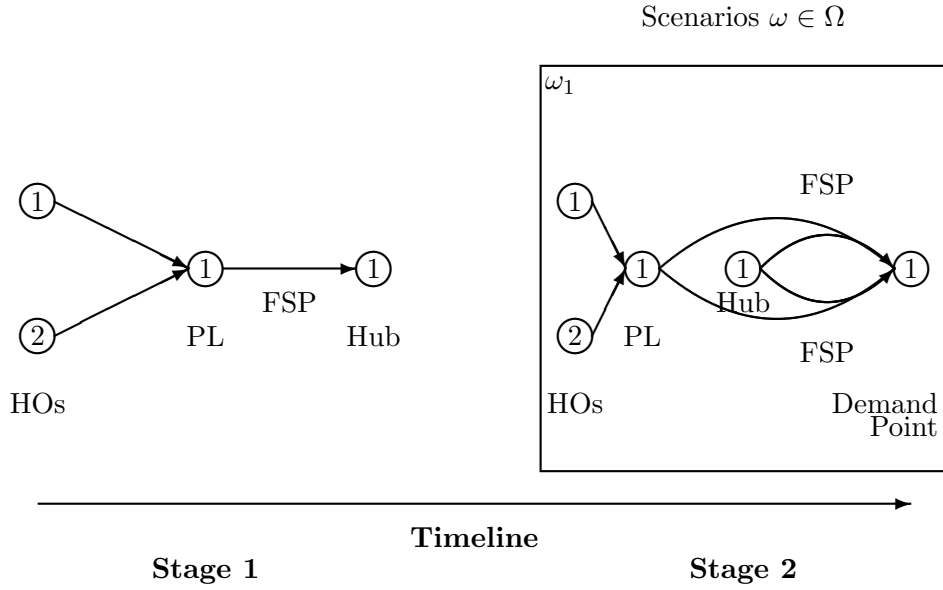 Scenarios ω ∈ Ω
ω₁
1
1
FSP
1
1
1
1
1
FSP
Hub
2
PL
Hub
2
PL
FSP
HOs
HOs
Demand
Point
Timeline
Stage 1
Stage 2